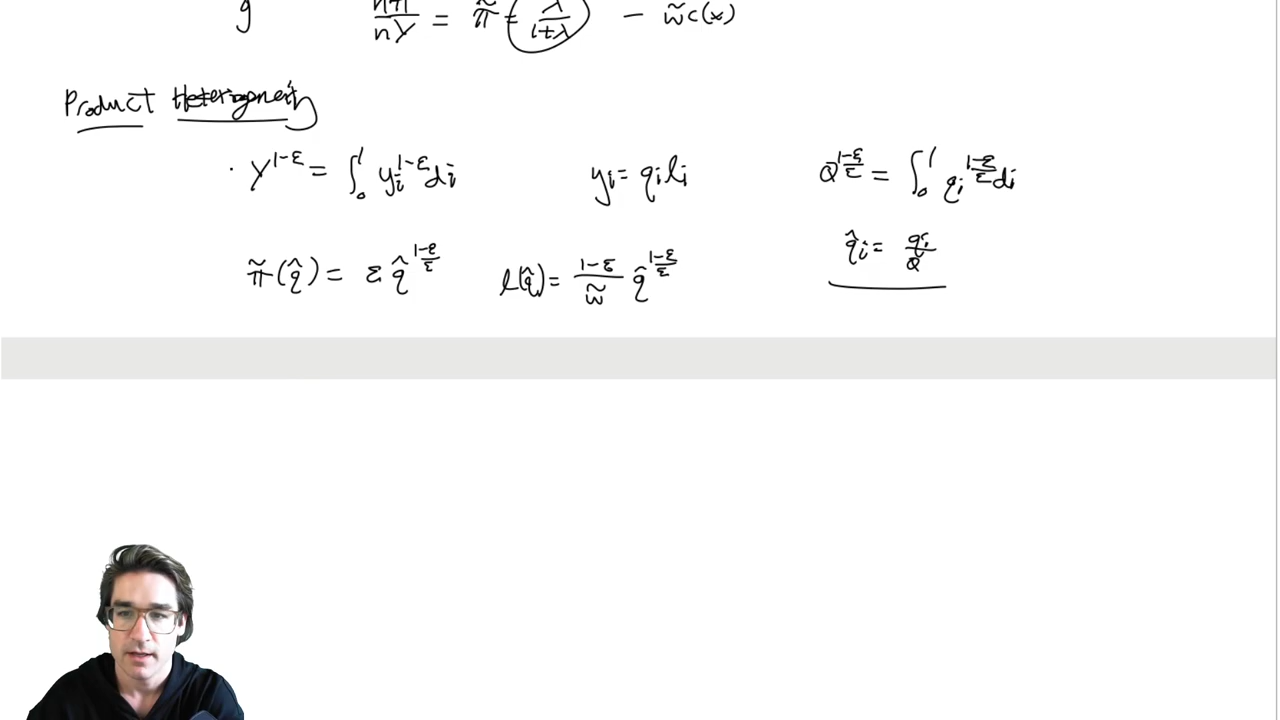 g nπ/nY = π̃ = λ/(1+λ) − w̃c(x)
Product Heterogeneity
· Y^{1-ε} = ∫₀¹ y_i^{1-ε} di y_i = q_i l_i Q^{(1-ε)/ε} = ∫₀¹ q_i^{(1-ε)/ε} di
q̂_i = q_i/Q
π̃(q̂) = ε q̂^{(1-ε)/ε} l(q̂) = (1-ε)/w̃ q̂^{(1-ε)/ε}